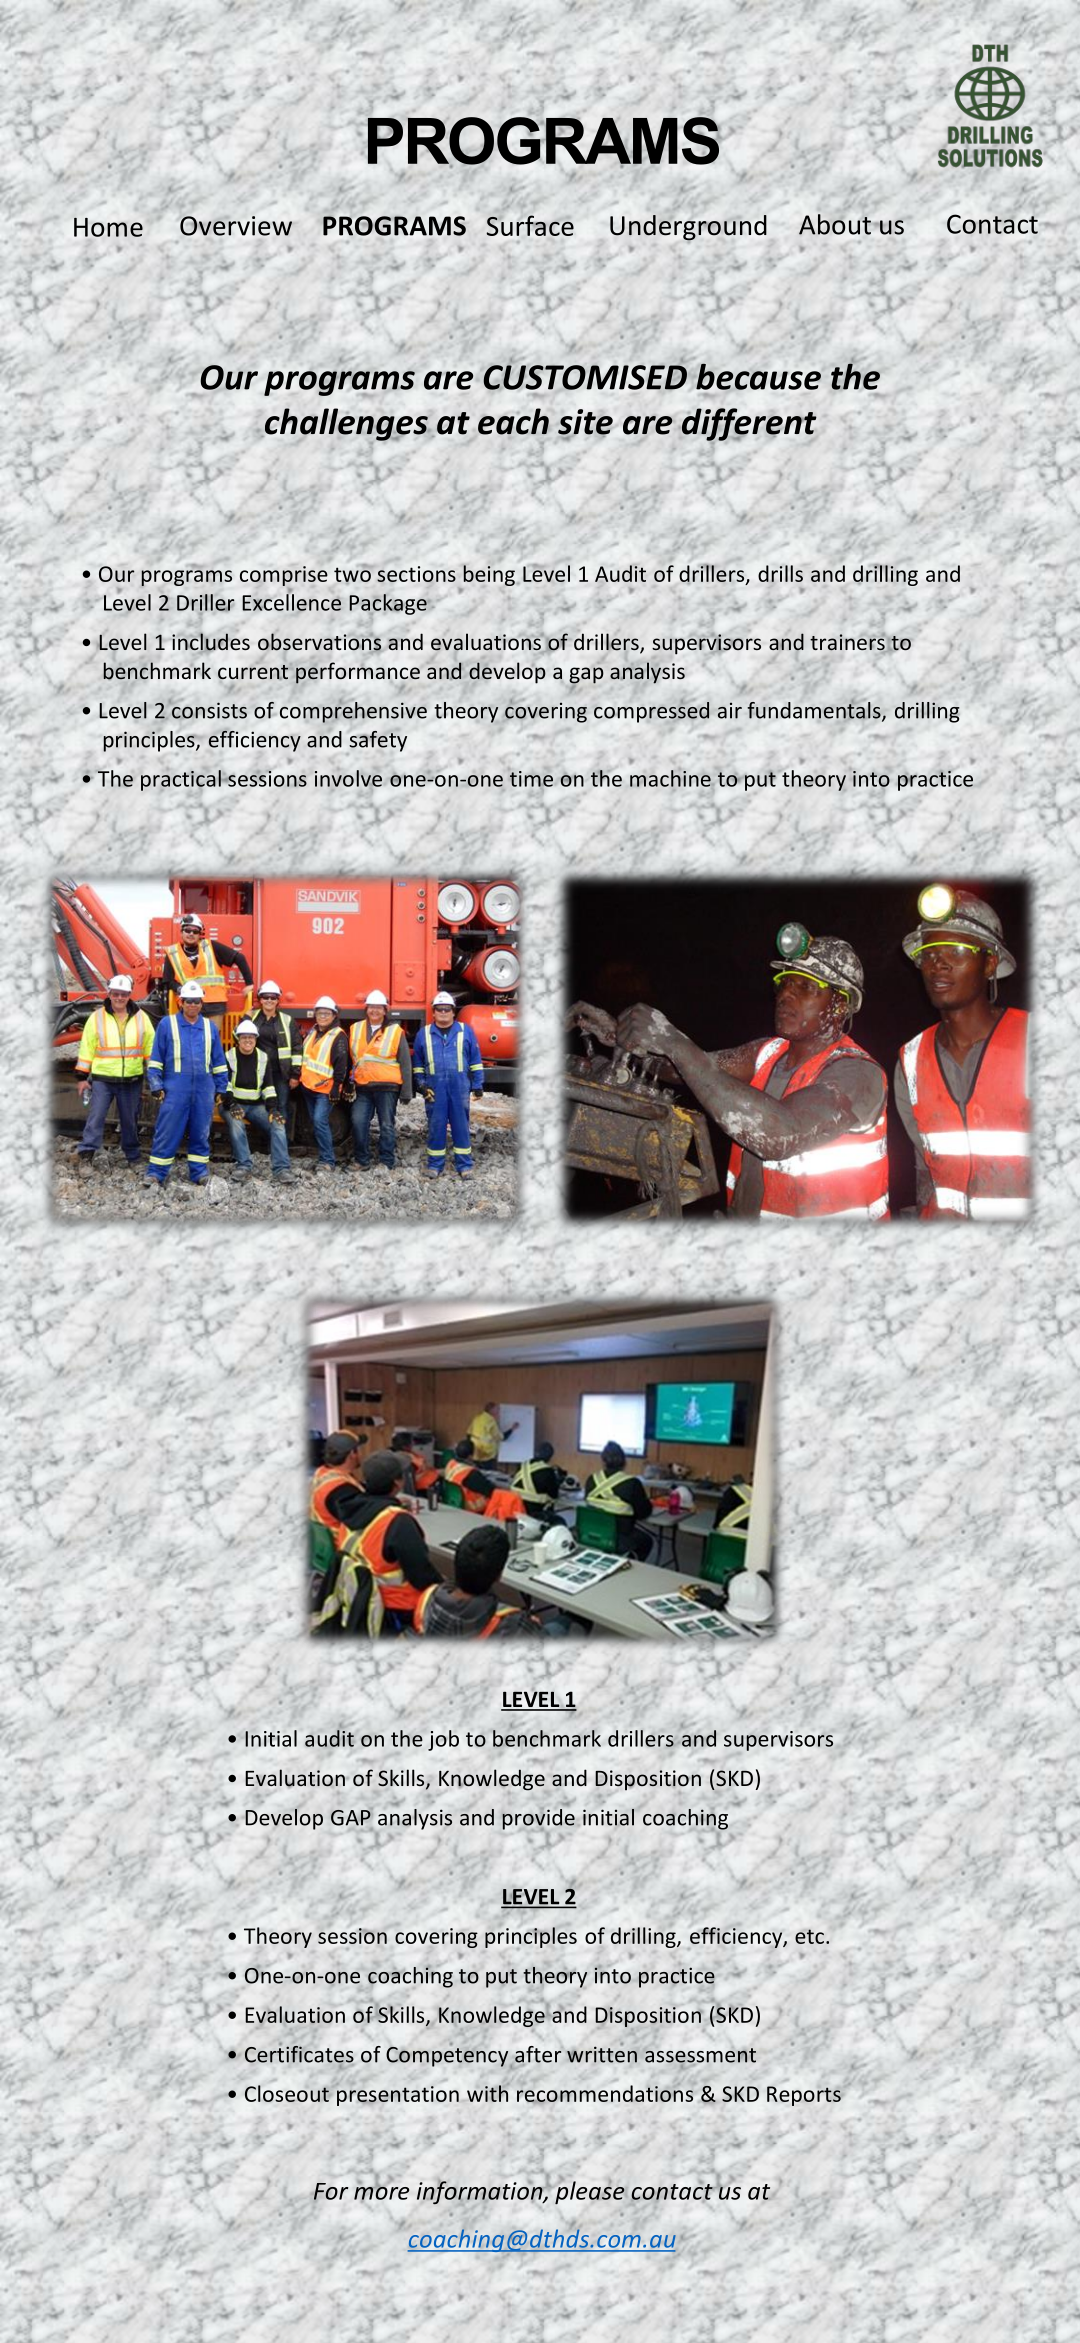 DTH
DRILLING
SOLUTIONS
PROGRAMS
Home Overview PROGRAMS Surface Underground About us Contact
Our programs are CUSTOMISED because the
challenges at each site are different
• Our programs comprise two sections being Level 1 Audit of drillers, drills and drilling and
Level 2 Driller Excellence Package
• Level 1 includes observations and evaluations of drillers, supervisors and trainers to
benchmark current performance and develop a gap analysis
• Level 2 consists of comprehensive theory covering compressed air fundamentals, drilling
principles, efficiency and safety
• The practical sessions involve one-on-one time on the machine to put theory into practice
SANDVIK
902
LEVEL 1
• Initial audit on the job to benchmark drillers and supervisors
• Evaluation of Skills, Knowledge and Disposition (SKD)
• Develop GAP analysis and provide initial coaching
LEVEL 2
• Theory session covering principles of drilling, efficiency, etc.
• One-on-one coaching to put theory into practice
• Evaluation of Skills, Knowledge and Disposition (SKD)
• Certificates of Competency after written assessment
• Closeout presentation with recommendations & SKD Reports
For more information, please contact us at
coaching@dthds.com.au